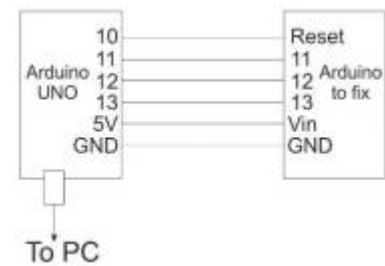 10 Reset
11 11
Arduino UNO 12 12 Arduino to fix
13 13
5V Vin
GND GND
To PC